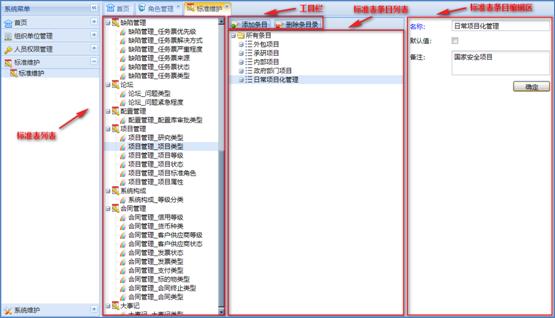 系统菜单
首页
组织单位管理
人员权限管理
标准维护
标准维护
标准表列表
系统维护
首页
角色管理
标准维护
缺陷管理
缺陷管理_任务票优先级
缺陷管理_任务票解决方式
缺陷管理_任务票严重程度
缺陷管理_任务票来源
缺陷管理_任务票状态
缺陷管理_任务票类型
论坛
论坛_问题类型
论坛_问题紧急程度
配置管理
配置管理_配置库审批类型
项目管理
项目管理_研究类型
项目管理_项目类型
项目管理_项目等级
项目管理_项目状态
项目管理_项目标准角色
项目管理_项目属性
系统构成
系统构成_等级分类
合同管理
合同管理_信用等级
合同管理_货币种类
合同管理_客户供应商等级
合同管理_客户供应商状态
合同管理_发票状态
合同管理_发票类型
合同管理_支付类型
合同管理_标的物类型
合同管理_合同终止类型
合同管理_合同类型
大事记
大事记_大事记类型
工具栏
标准表条目列表
添加条目
删除条目录
所有条目
外包项目
承研项目
内部项目
政府部门项目
日常项目化管理
标准表条目编辑区
名称:
日常项目化管理
默认值:
备注:
国家安全项目
确定